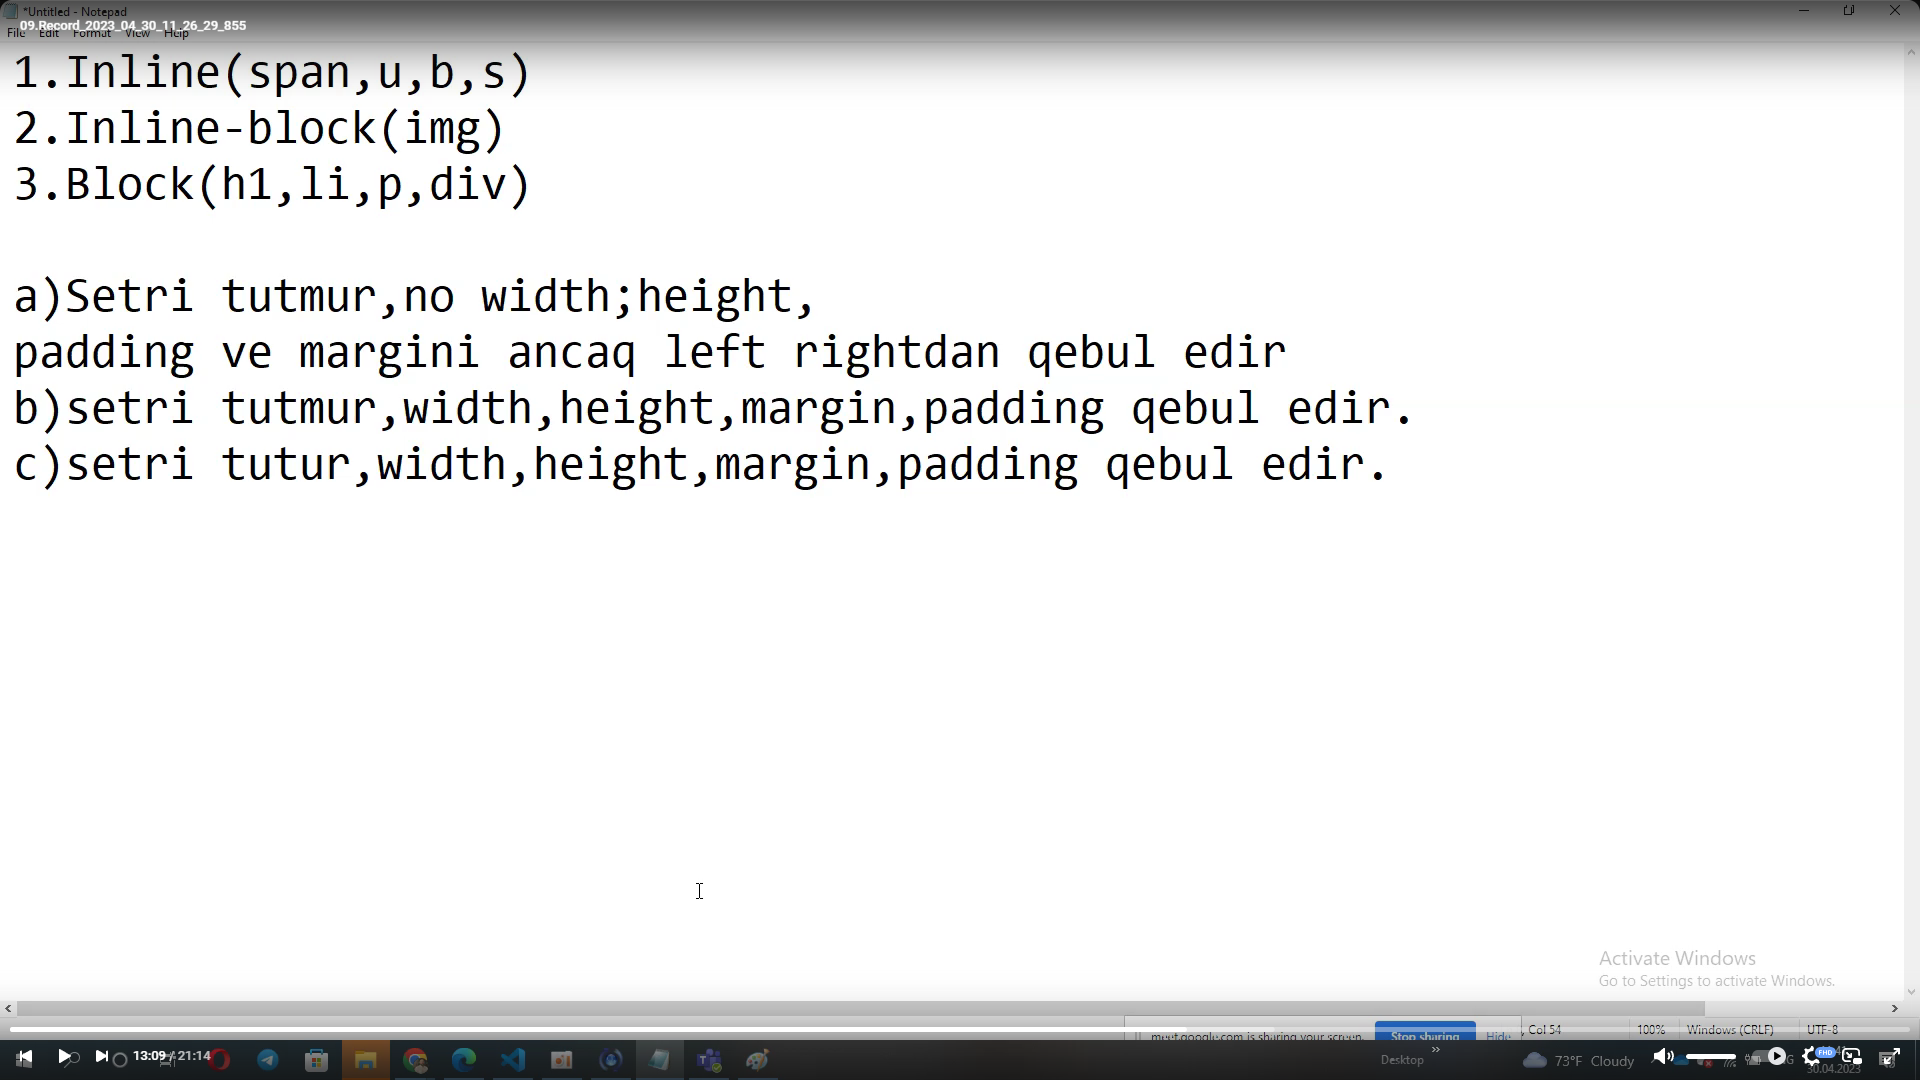 *Untitled - Notepad
09.Record_2023_04_30_11_26_29_855
File Edit Format View Help
1.Inline(span,u,b,s)
2.Inline-block(img)
3.Block(h1,li,p,div)
a)Setri tutmur,no width;height,
padding ve margini ancaq left rightdan qebul edir
b)setri tutmur,width,height,margin,padding qebul edir.
c)setri tutur,width,height,margin,padding qebul edir.
Activate Windows
Go to Settings to activate Windows.
meet.google.com is sharing your screen. Stop sharing Hide
, Col 54 100% Windows (CRLF) UTF-8
13:09 / 21:14
Desktop
73°F Cloudy
FHD
30.04.2023